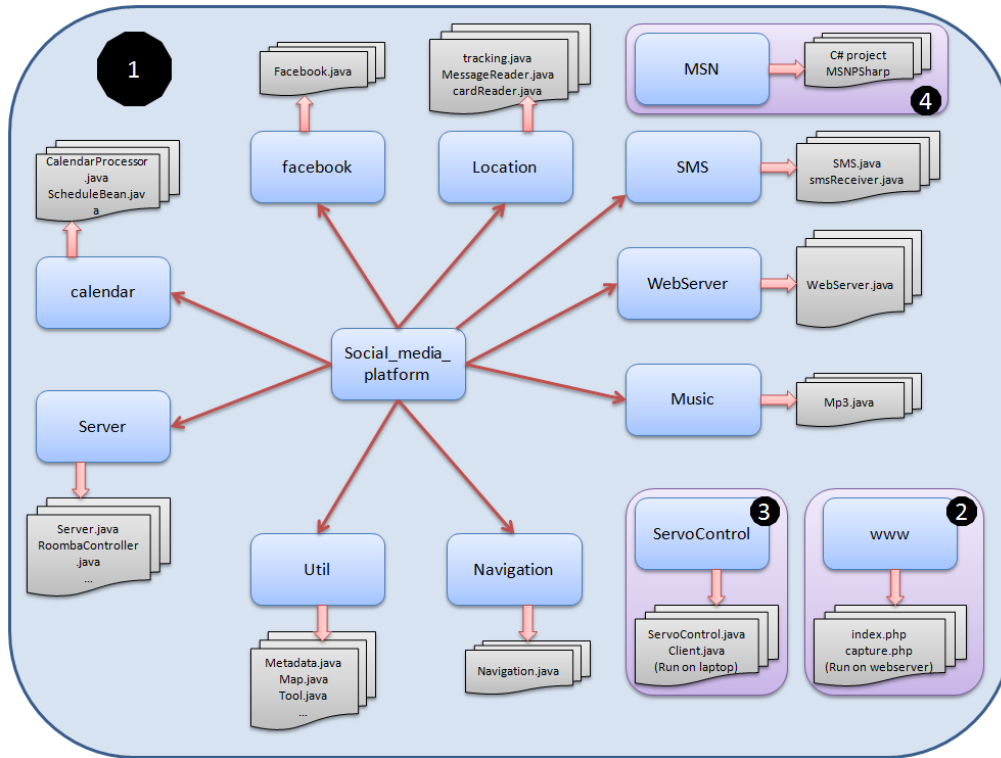 1
Facebook.java
tracking.java
MessageReader.java
cardReader.java
MSN
C# project
MSNPSharp
4
CalendarProcessor
.java
ScheduleBean.jav
a
facebook
Location
SMS
SMS.java
smsReceiver.java
calendar
WebServer
WebServer.java
Social_media_
platform
Music
Mp3.java
Server
Server.java
RoombaController
.java
...
Util
Navigation
ServoControl
3
www
2
Metadata.java
Map.java
Tool.java
...
Navigation.java
ServoControl.java
Client.java
(Run on laptop)
index.php
capture.php
(Run on webserver)